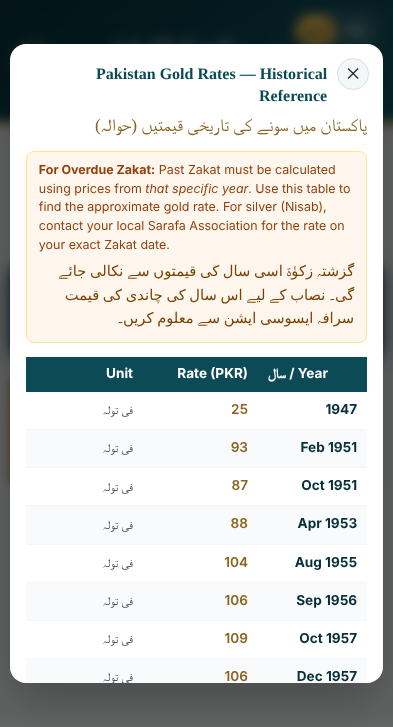 Pakistan Gold Rates — Historical
Reference
پاکستان میں سونے کی تاریخی قیمتیں (حوالہ)
For Overdue Zakat: Past Zakat must be calculated
using prices from that specific year. Use this table to
find the approximate gold rate. For silver (Nisab),
contact your local Sarafa Association for the rate on
your exact Zakat date.
گزشتہ زکوٰۃ اسی سال کی قیمتوں سے نکالی جائے
گی۔ نصاب کے لیے اس سال کی چاندی کی قیمت
سرافہ ایسوسی ایشن سے معلوم کریں۔
سال / Year Rate (PKR) Unit
1947 25 فی تولہ
Feb 1951 93 فی تولہ
Oct 1951 87 فی تولہ
Apr 1953 88 فی تولہ
Aug 1955 104 فی تولہ
Sep 1956 106 فی تولہ
Oct 1957 109 فی تولہ
Dec 1957 106 فی تولہ